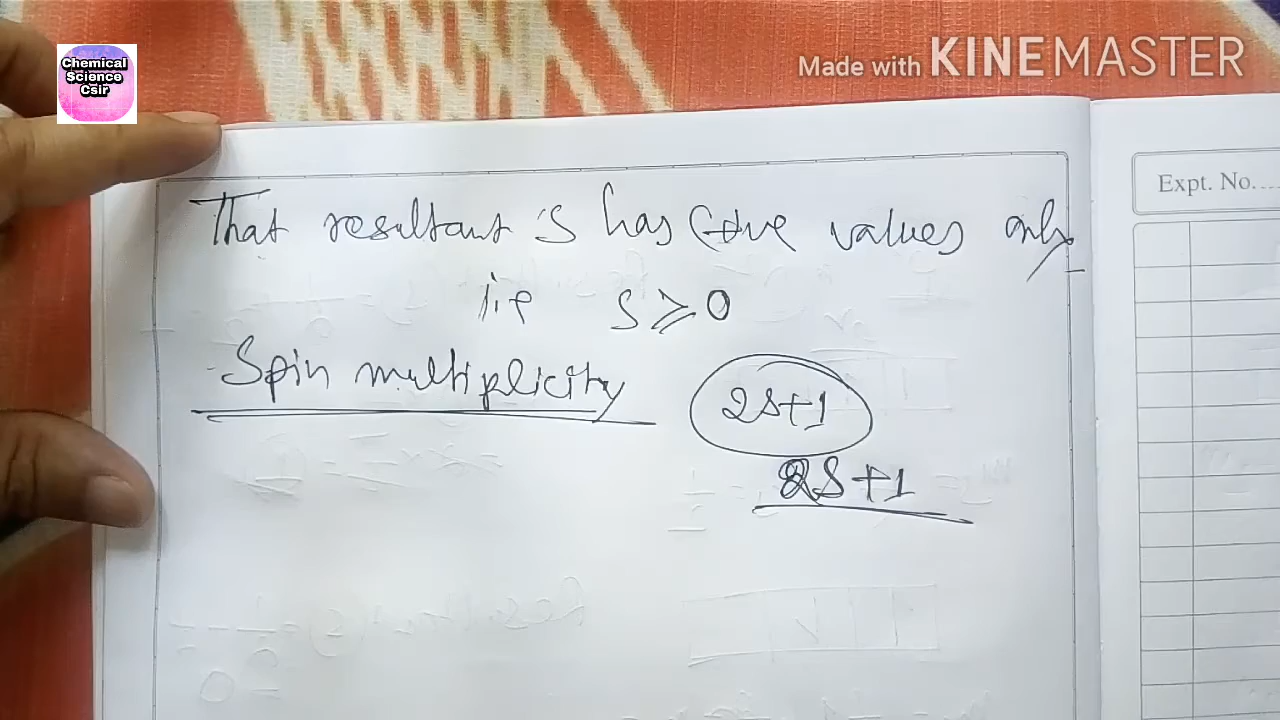 Chemical
Science
Csir
Made with KINEMASTER
Expt. No....
That resultant S has (+)ve values only
i.e S ≥ 0
Spin multiplicity
2S+1
2S+1